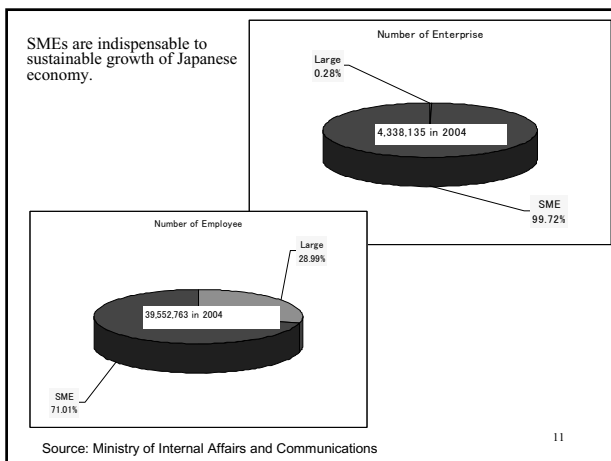 SMEs are indispensable to
sustainable growth of Japanese
economy.
Number of Enterprise
Large
0.28%
4,338,135 in 2004
SME
99.72%
Number of Employee
Large
28.99%
39,552,763 in 2004
SME
71.01%
Source: Ministry of Internal Affairs and Communications
11